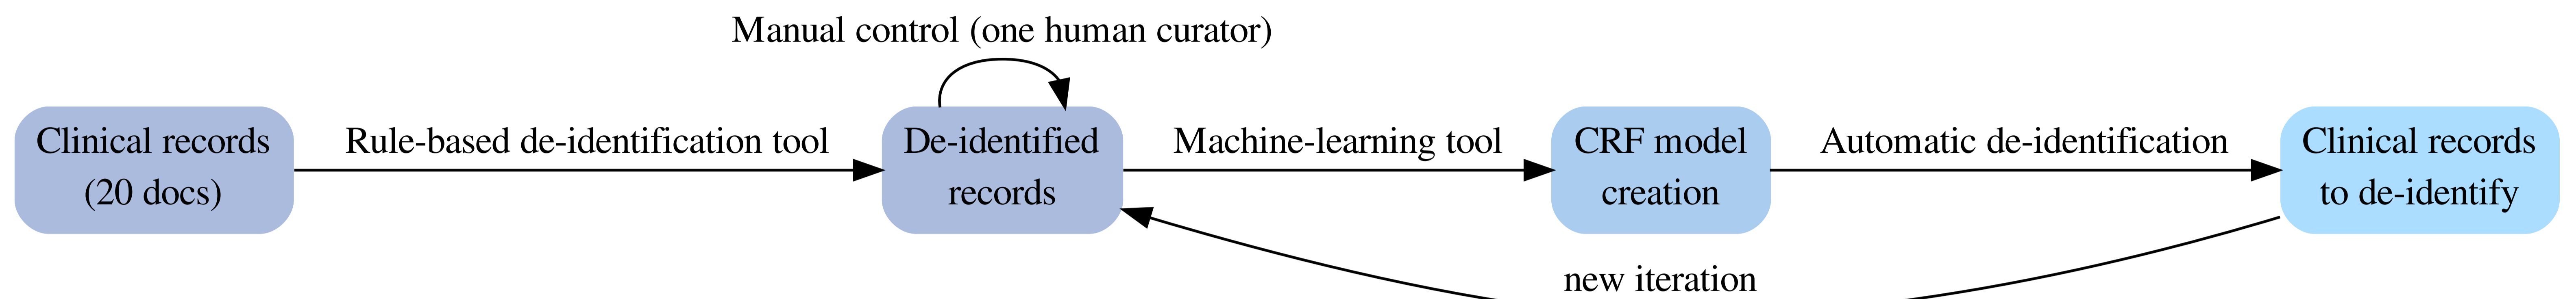 Manual control (one human curator)
Clinical records
(20 docs)
Rule-based de-identification tool
De-identified
records
Machine-learning tool
CRF model
creation
Automatic de-identification
Clinical records
to de-identify
new iteration